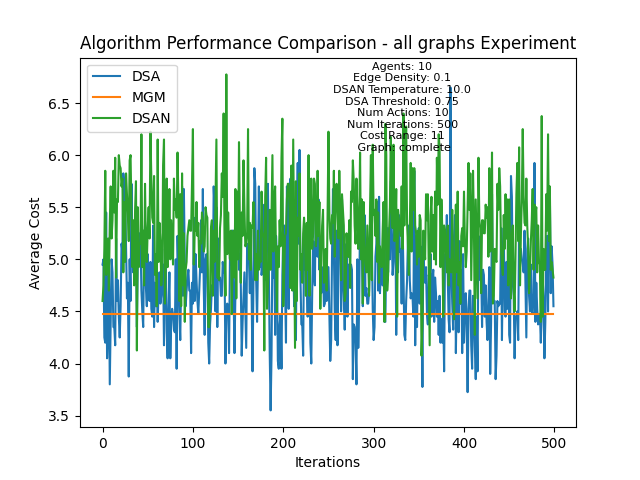 Algorithm Performance Comparison - all graphs Experiment
DSA
MGM
DSAN
Agents: 10
Edge Density: 0.1
DSAN Temperature: 10.0
DSA Threshold: 0.75
Num Actions: 10
Num Iterations: 500
Cost Range: 11
Graph: complete
Average Cost
6.5
6.0
5.5
5.0
4.5
4.0
3.5
0
100
200
300
400
500
Iterations